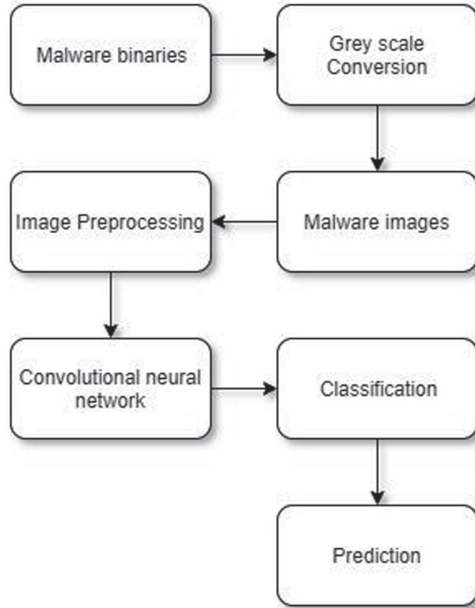 Malware binaries
Grey scale
Conversion
Malware images
Image Preprocessing
Convolutional neural
network
Classification
Prediction